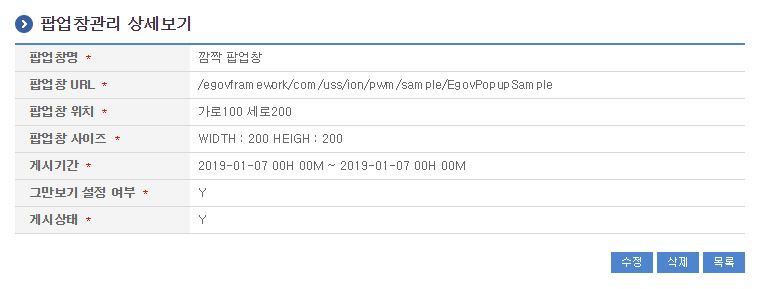 팝업창관리 상세보기
팝업창명 * 깜짝 팝업창
팝업창 URL * /egovframework/com/uss/ion/pwm/sample/EgovPopupSample
팝업창 위치 * 가로100 세로200
팝업창 사이즈 * WIDTH : 200 HEIGH : 200
게시기간 * 2019-01-07 00H 00M ~ 2019-01-07 00H 00M
그만보기 설정 여부 * Y
게시상태 * Y
수정 삭제 목록